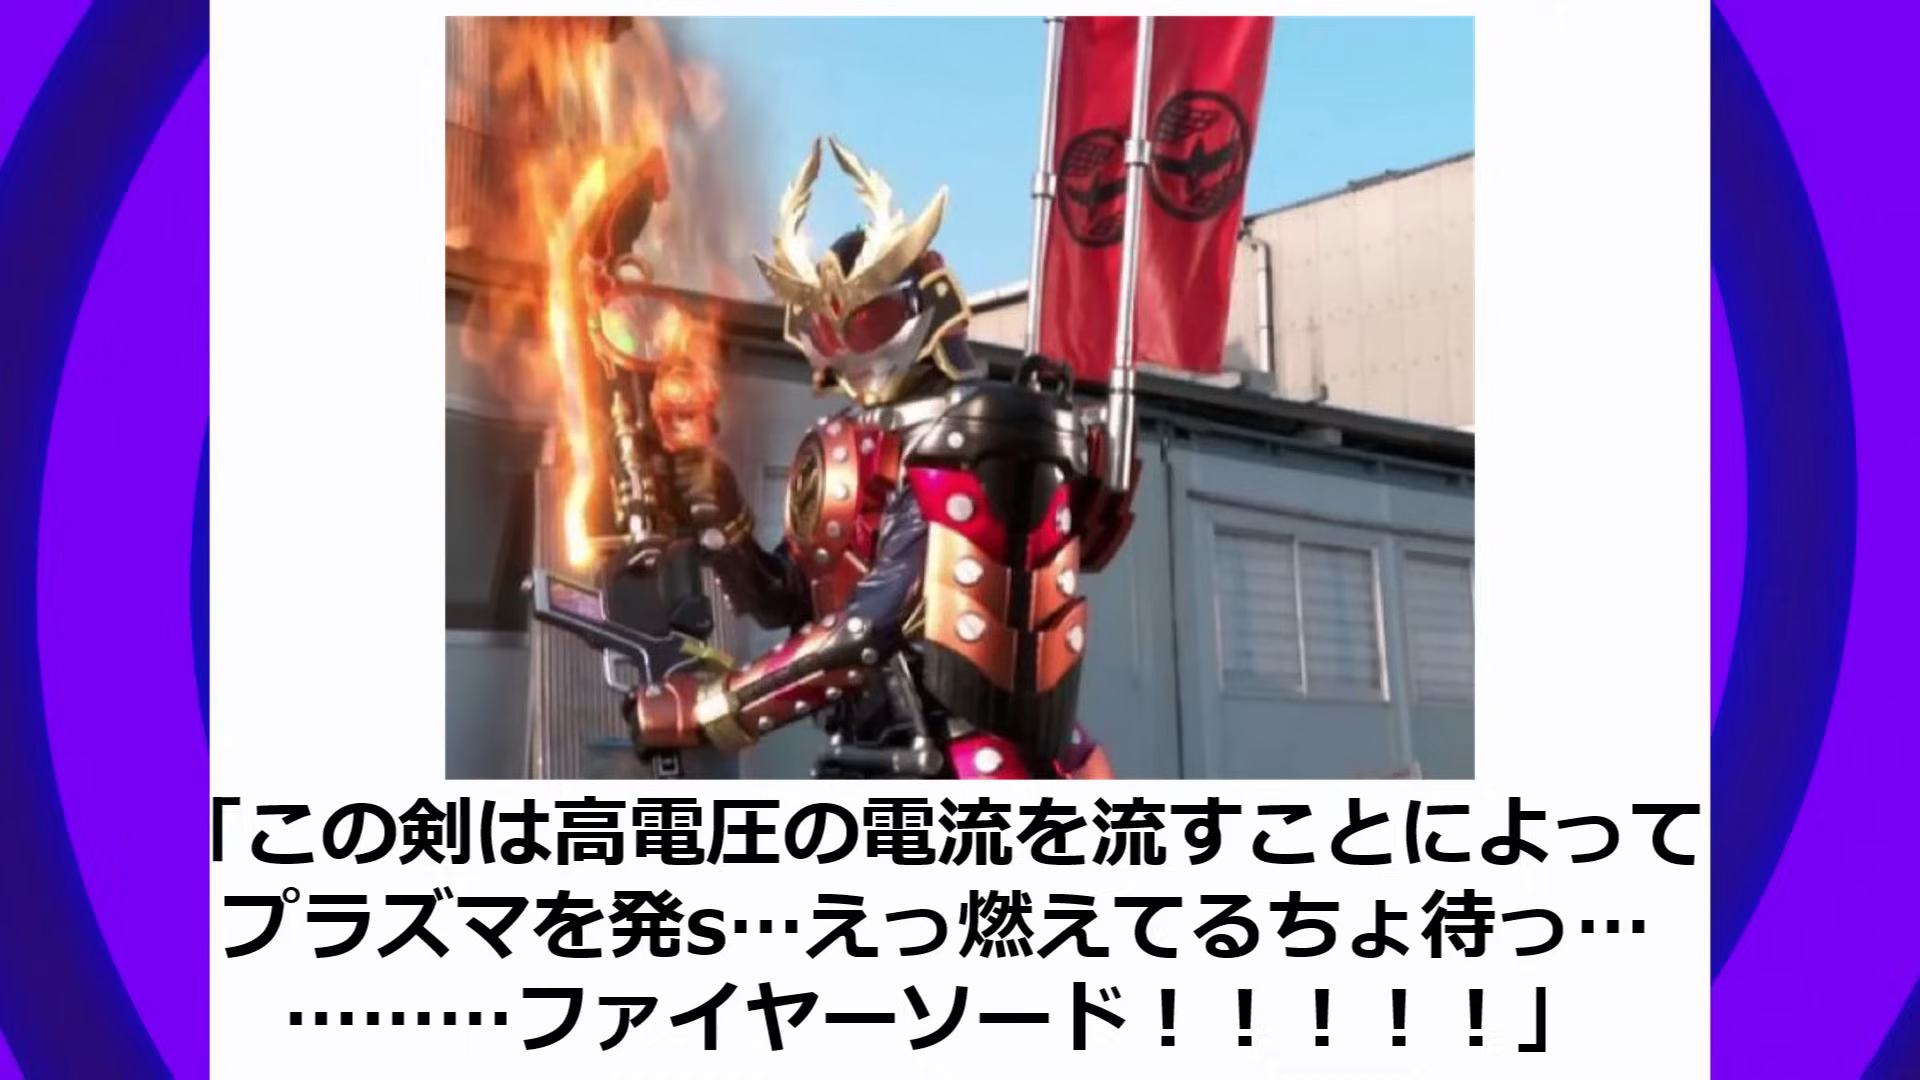 「この剣は高電圧の電流を流すことによって
プラズマを発s…えっ燃えてるちょ待っ…
………ファイヤーソード！！！！！」